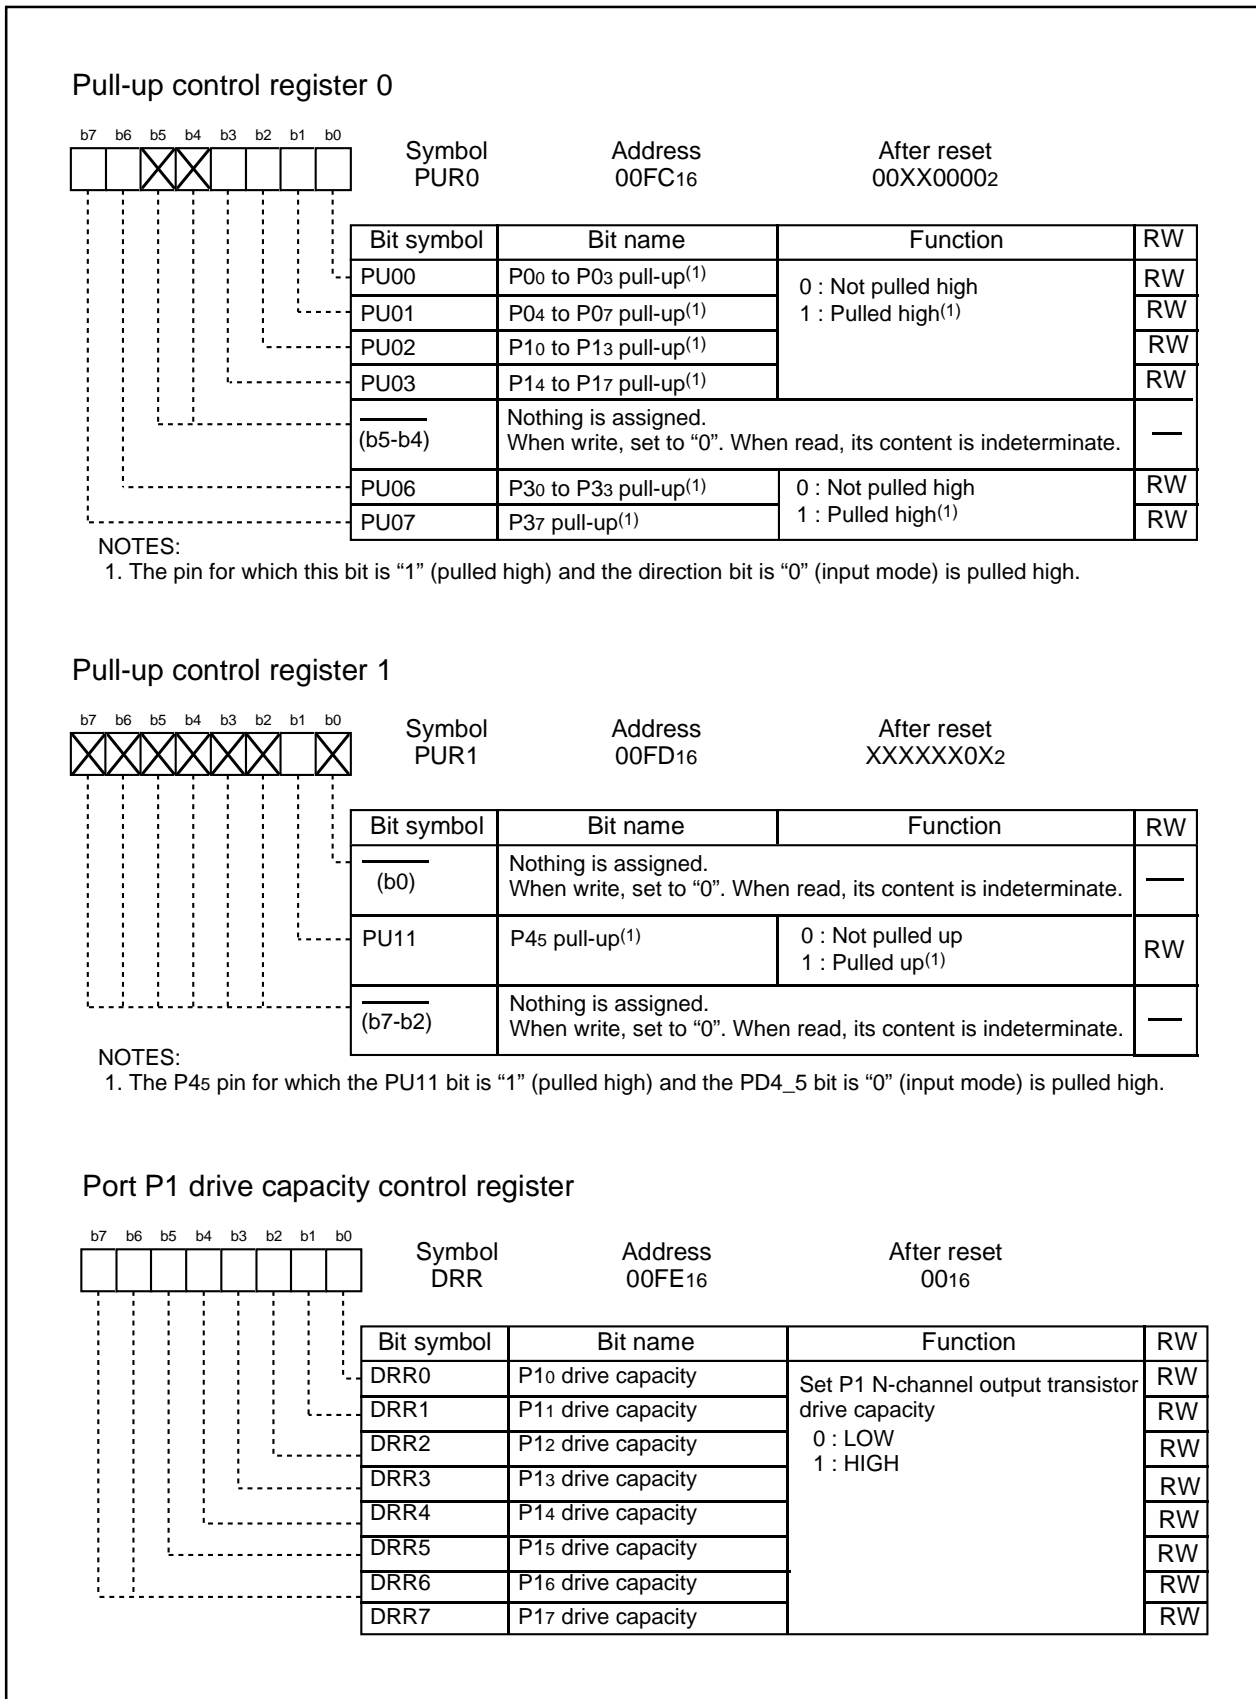 Pull-up control register 0
b7 b6 b5 b4 b3 b2 b1 b0
Symbol Address After reset
PUR0 00FC16 00XX00002
Bit symbol Bit name Function RW
PU00 P00 to P03 pull-up(1) 0 : Not pulled high RW
PU01 P04 to P07 pull-up(1) 1 : Pulled high(1) RW
PU02 P10 to P13 pull-up(1) RW
PU03 P14 to P17 pull-up(1) RW
Nothing is assigned.
(b5-b4) When write, set to “0”. When read, its content is indeterminate. —
PU06 P30 to P33 pull-up(1) 0 : Not pulled high RW
PU07 P37 pull-up(1) 1 : Pulled high(1) RW
NOTES:
1. The pin for which this bit is “1” (pulled high) and the direction bit is “0” (input mode) is pulled high.
Pull-up control register 1
b7 b6 b5 b4 b3 b2 b1 b0
Symbol Address After reset
PUR1 00FD16 XXXXXX0X2
Bit symbol Bit name Function RW
Nothing is assigned.
(b0) When write, set to “0”. When read, its content is indeterminate. —
PU11 P45 pull-up(1) 0 : Not pulled up RW
1 : Pulled up(1)
Nothing is assigned.
(b7-b2) When write, set to “0”. When read, its content is indeterminate. —
NOTES:
1. The P45 pin for which the PU11 bit is “1” (pulled high) and the PD4_5 bit is “0” (input mode) is pulled high.
Port P1 drive capacity control register
b7 b6 b5 b4 b3 b2 b1 b0
Symbol Address After reset
DRR 00FE16 0016
Bit symbol Bit name Function RW
DRR0 P10 drive capacity Set P1 N-channel output transistor RW
DRR1 P11 drive capacity drive capacity RW
DRR2 P12 drive capacity 0 : LOW RW
DRR3 P13 drive capacity 1 : HIGH RW
DRR4 P14 drive capacity RW
DRR5 P15 drive capacity RW
DRR6 P16 drive capacity RW
DRR7 P17 drive capacity RW